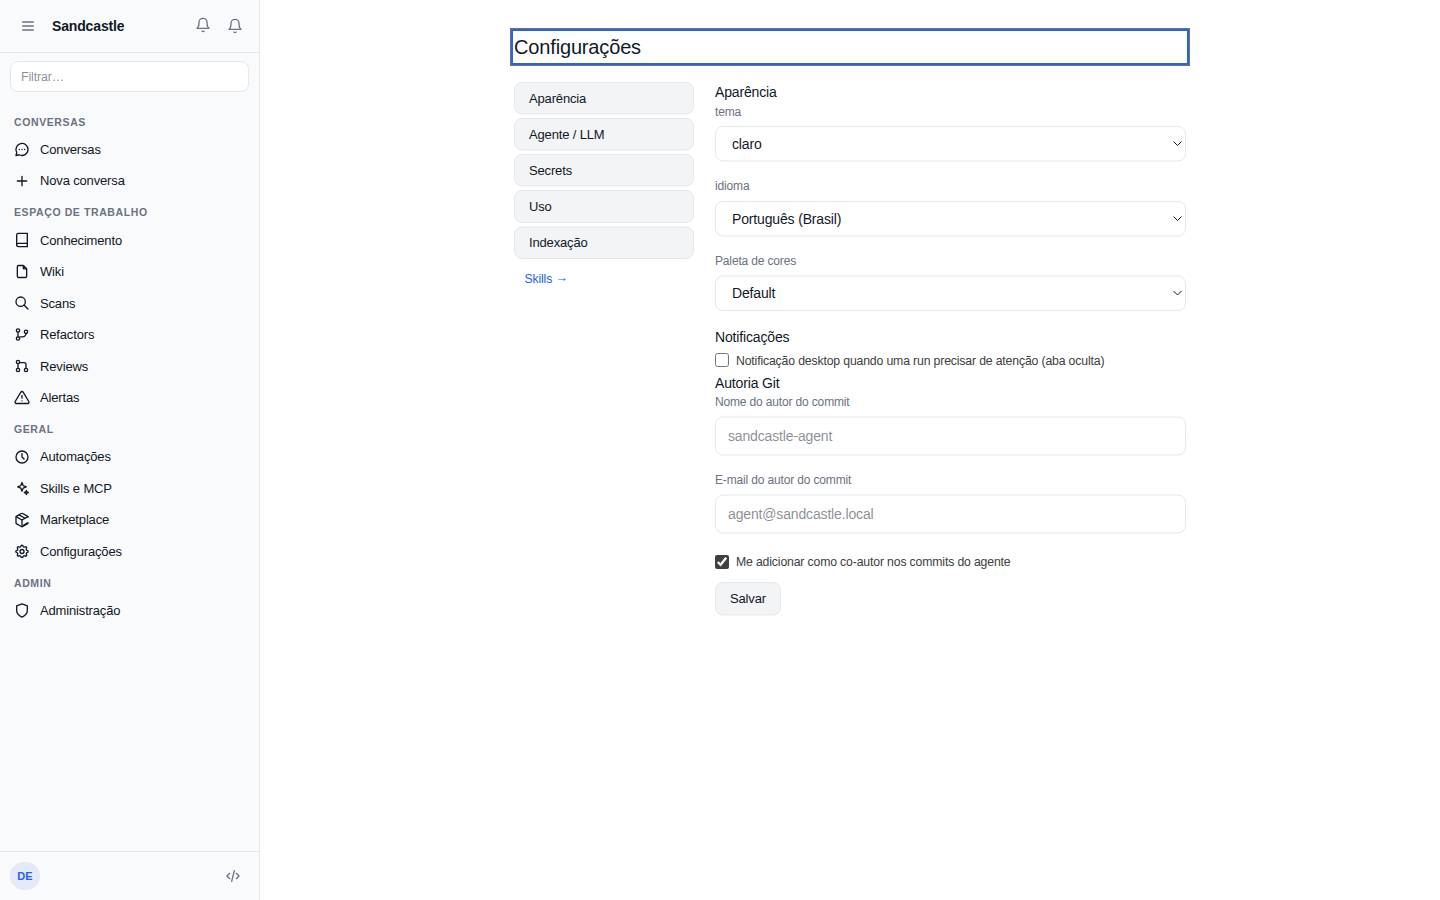 Sandcastle
Filtrar…
CONVERSAS
Conversas
Nova conversa
ESPAÇO DE TRABALHO
Conhecimento
Wiki
Scans
Refactors
Reviews
Alertas
GERAL
Automações
Skills e MCP
Marketplace
Configurações
ADMIN
Administração
DE
Configurações
Aparência
Agente / LLM
Secrets
Uso
Indexação
Skills →
Aparência
tema
claro
idioma
Português (Brasil)
Paleta de cores
Default
Notificações
Notificação desktop quando uma run precisar de atenção (aba oculta)
Autoria Git
Nome do autor do commit
sandcastle-agent
E-mail do autor do commit
agent@sandcastle.local
Me adicionar como co-autor nos commits do agente
Salvar